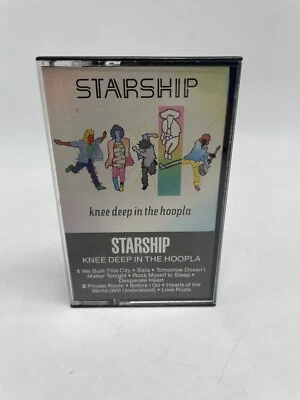 STARSHIP
knee deep in the hoopla
STARSHIP
KNEE DEEP IN THE HOOPLA
1 We Built This City • Sara • Tomorrow Doesn't
Matter Tonight • Rock Myself to Sleep •
Desperate Heart
2 Private Room • Before I Go • Hearts of the
World (Will Understand) • Love Rusts